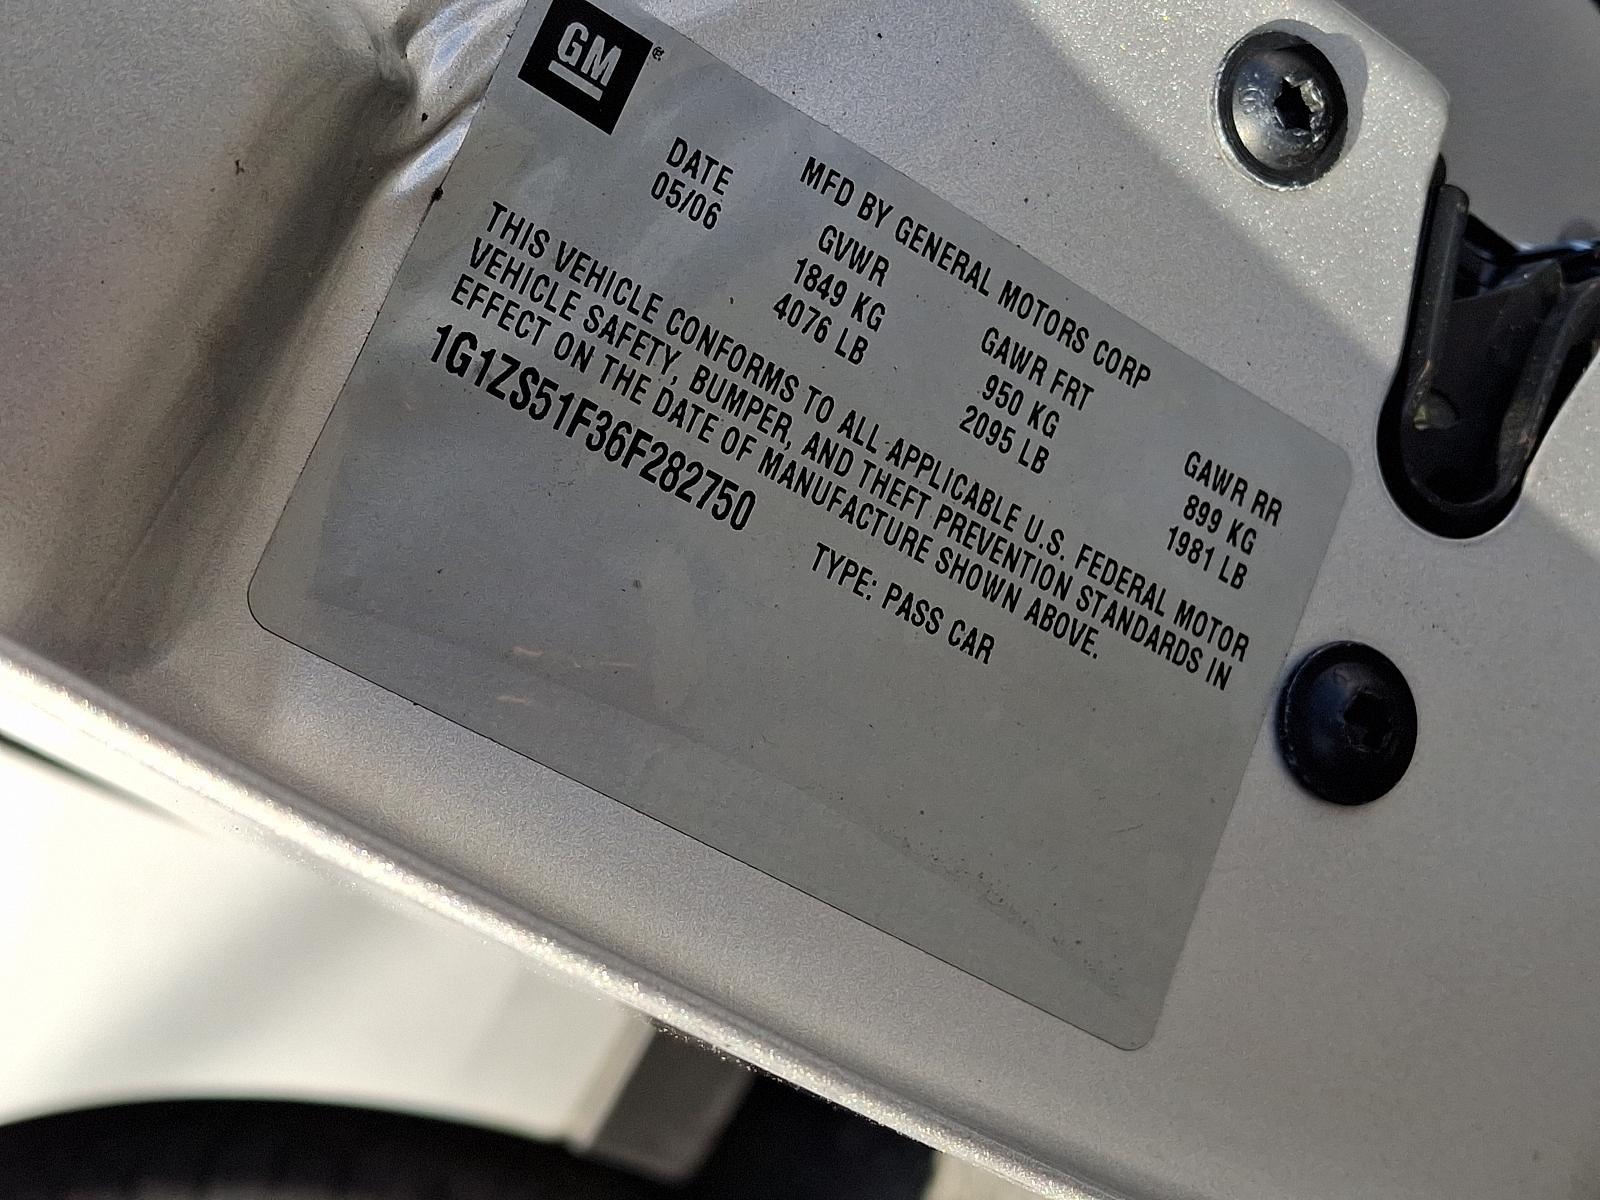 GM®
MFD BY GENERAL MOTORS CORP
DATE GVWR GAWR FRT GAWR RR
05/06 1849 KG 950 KG 899 KG
4076 LB 2095 LB 1981 LB
THIS VEHICLE CONFORMS TO ALL APPLICABLE U.S. FEDERAL MOTOR
VEHICLE SAFETY, BUMPER, AND THEFT PREVENTION STANDARDS IN
EFFECT ON THE DATE OF MANUFACTURE SHOWN ABOVE.
1G1ZS51F36F282750 TYPE: PASS CAR